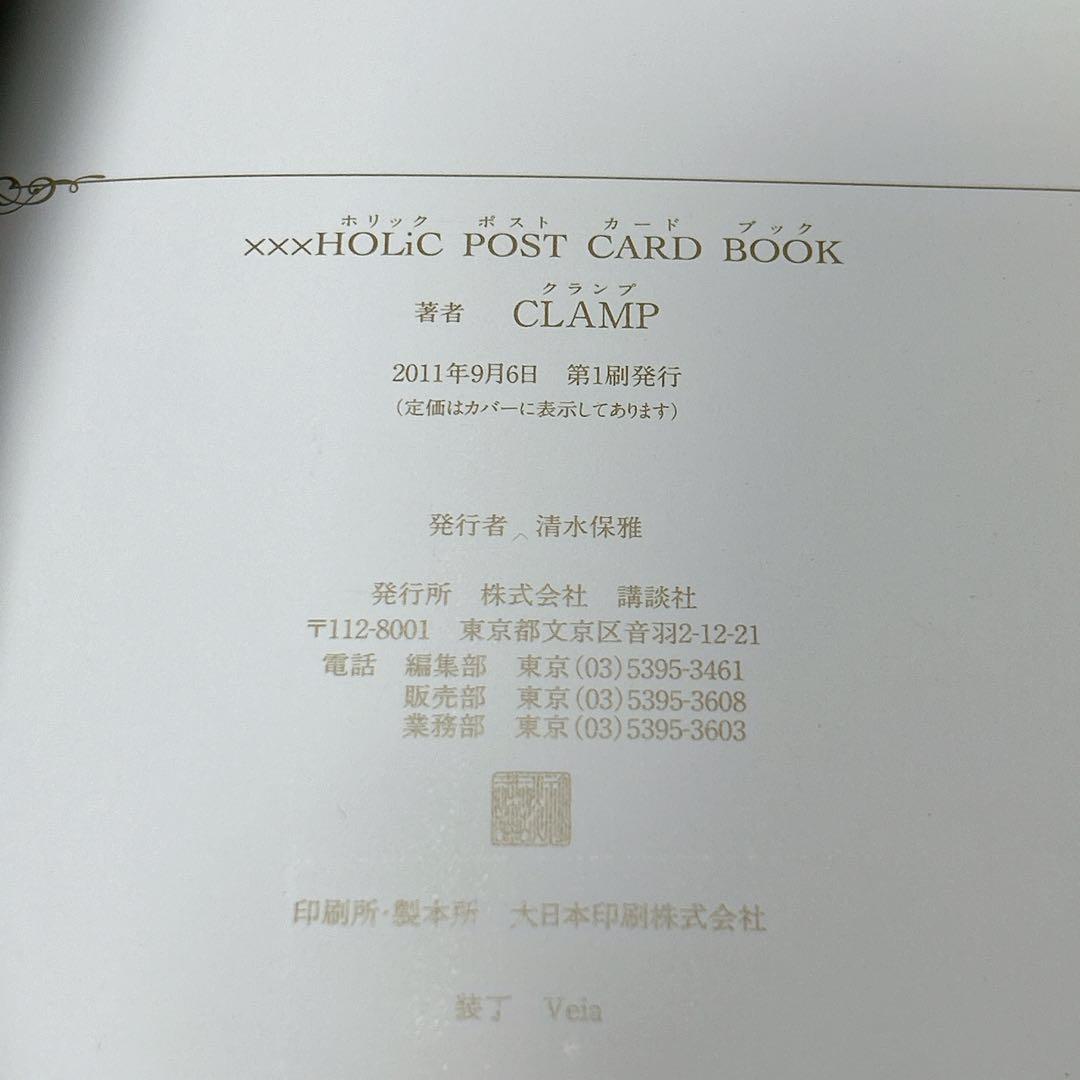 ホリック ポスト カード ブック
×××HOLiC POST CARD BOOK
クランプ
著者 CLAMP
2011年9月6日 第1刷発行
(定価はカバーに表示してあります)
発行者 清水保雅
発行所 株式会社 講談社
〒112-8001 東京都文京区音羽2-12-21
電話 編集部 東京(03)5395-3461
販売部 東京(03)5395-3608
業務部 東京(03)5395-3603
印刷所・製本所 大日本印刷株式会社
装丁 Veia